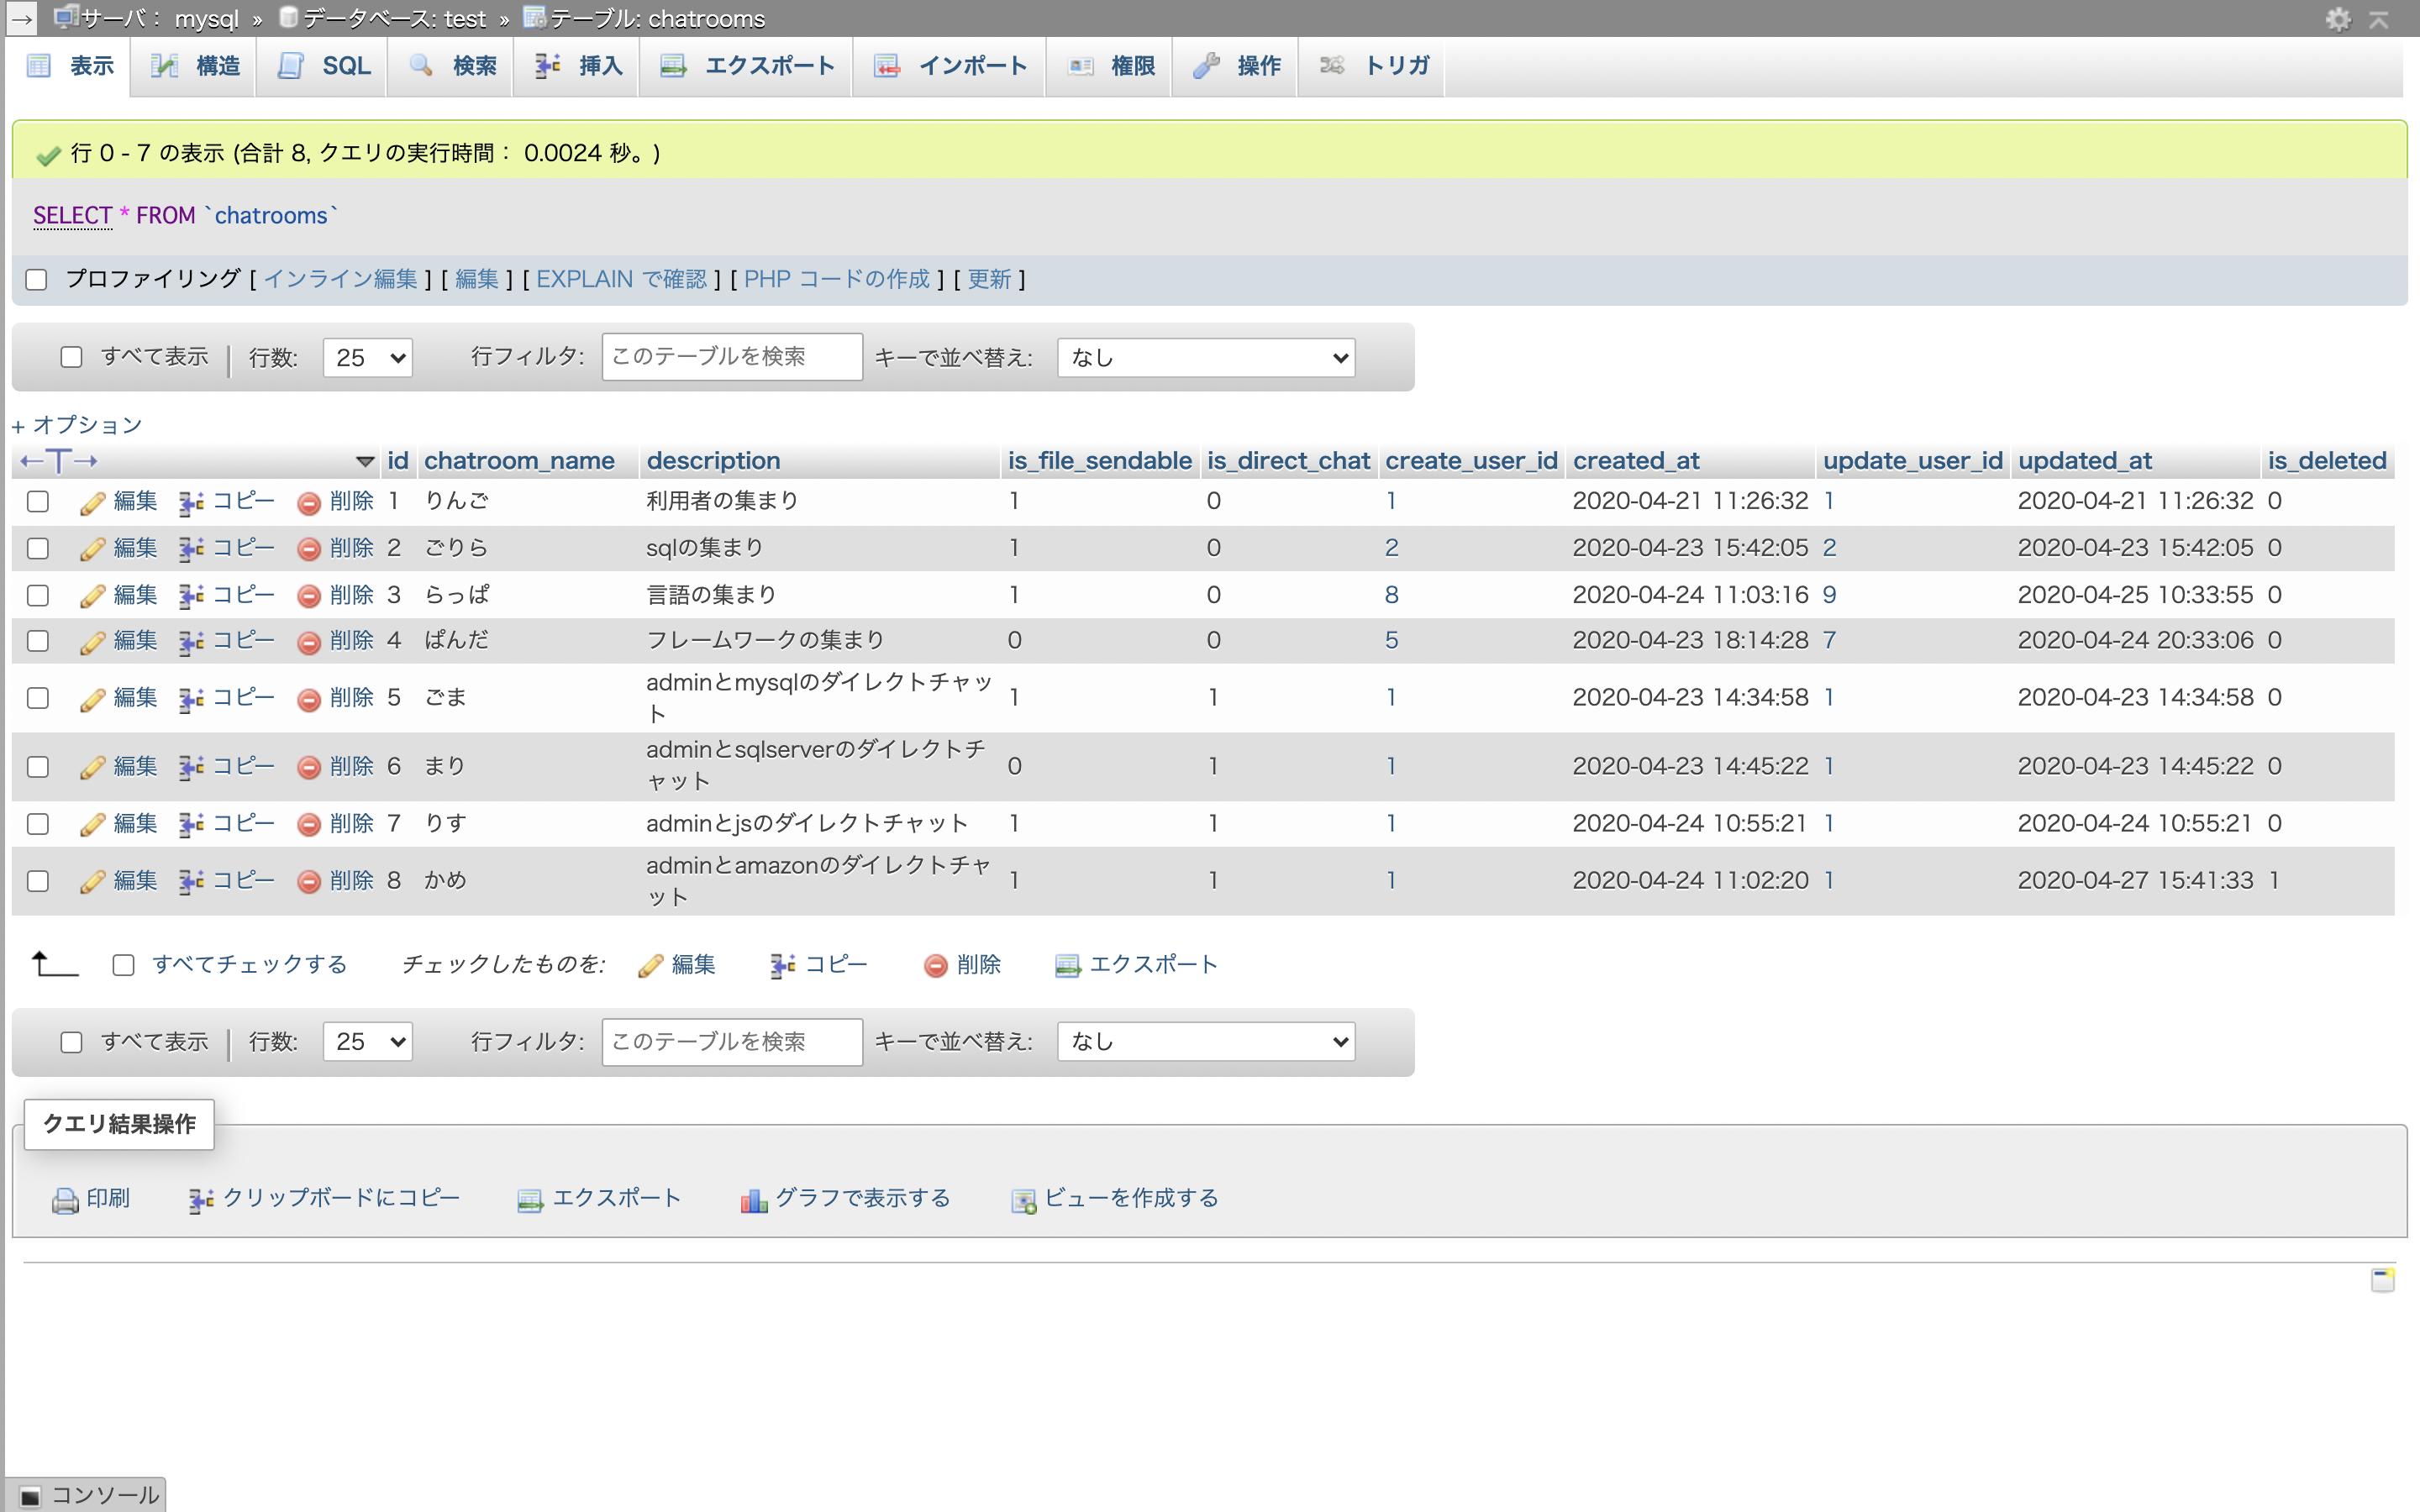 サーバ： mysql » データベース: test » テーブル: chatrooms
表示 構造 SQL 検索 挿入 エクスポート インポート 権限 操作 トリガ
行 0 - 7 の表示 (合計 8, クエリの実行時間： 0.0024 秒。)
SELECT * FROM `chatrooms`
プロファイリング [ インライン編集 ] [ 編集 ] [ EXPLAIN で確認 ] [ PHP コードの作成 ] [ 更新 ]
すべて表示 | 行数: 25 行フィルタ: このテーブルを検索 キーで並べ替え: なし
+ オプション
←T→ id chatroom_name description is_file_sendable is_direct_chat create_user_id created_at update_user_id updated_at is_deleted
編集 コピー 削除 1 りんご 利用者の集まり 1 0 1 2020-04-21 11:26:32 1 2020-04-21 11:26:32 0
編集 コピー 削除 2 ごりら sqlの集まり 1 0 2 2020-04-23 15:42:05 2 2020-04-23 15:42:05 0
編集 コピー 削除 3 らっぱ 言語の集まり 1 0 8 2020-04-24 11:03:16 9 2020-04-25 10:33:55 0
編集 コピー 削除 4 ぱんだ フレームワークの集まり 0 0 5 2020-04-23 18:14:28 7 2020-04-24 20:33:06 0
編集 コピー 削除 5 ごま adminとmysqlのダイレクトチャット 1 1 1 2020-04-23 14:34:58 1 2020-04-23 14:34:58 0
編集 コピー 削除 6 まり adminとsqlserverのダイレクトチャット 0 1 1 2020-04-23 14:45:22 1 2020-04-23 14:45:22 0
編集 コピー 削除 7 りす adminとjsのダイレクトチャット 1 1 1 2020-04-24 10:55:21 1 2020-04-24 10:55:21 0
編集 コピー 削除 8 かめ adminとamazonのダイレクトチャット 1 1 1 2020-04-24 11:02:20 1 2020-04-27 15:41:33 1
すべてチェックする チェックしたものを: 編集 コピー 削除 エクスポート
すべて表示 | 行数: 25 行フィルタ: このテーブルを検索 キーで並べ替え: なし
クエリ結果操作
印刷 クリップボードにコピー エクスポート グラフで表示する ビューを作成する
コンソール